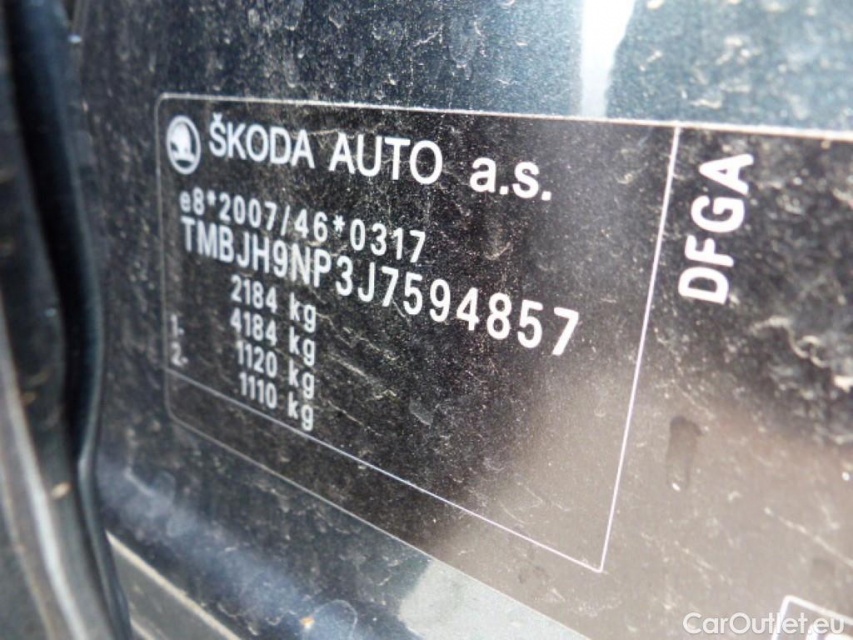 ŠKODA AUTO a.s.
e8*2007/46*0317
TMBJH9NP3J7594857
2184 kg
4184 kg
1. 1120 kg
2. 1110 kg
DFGA
CarOutlet.eu